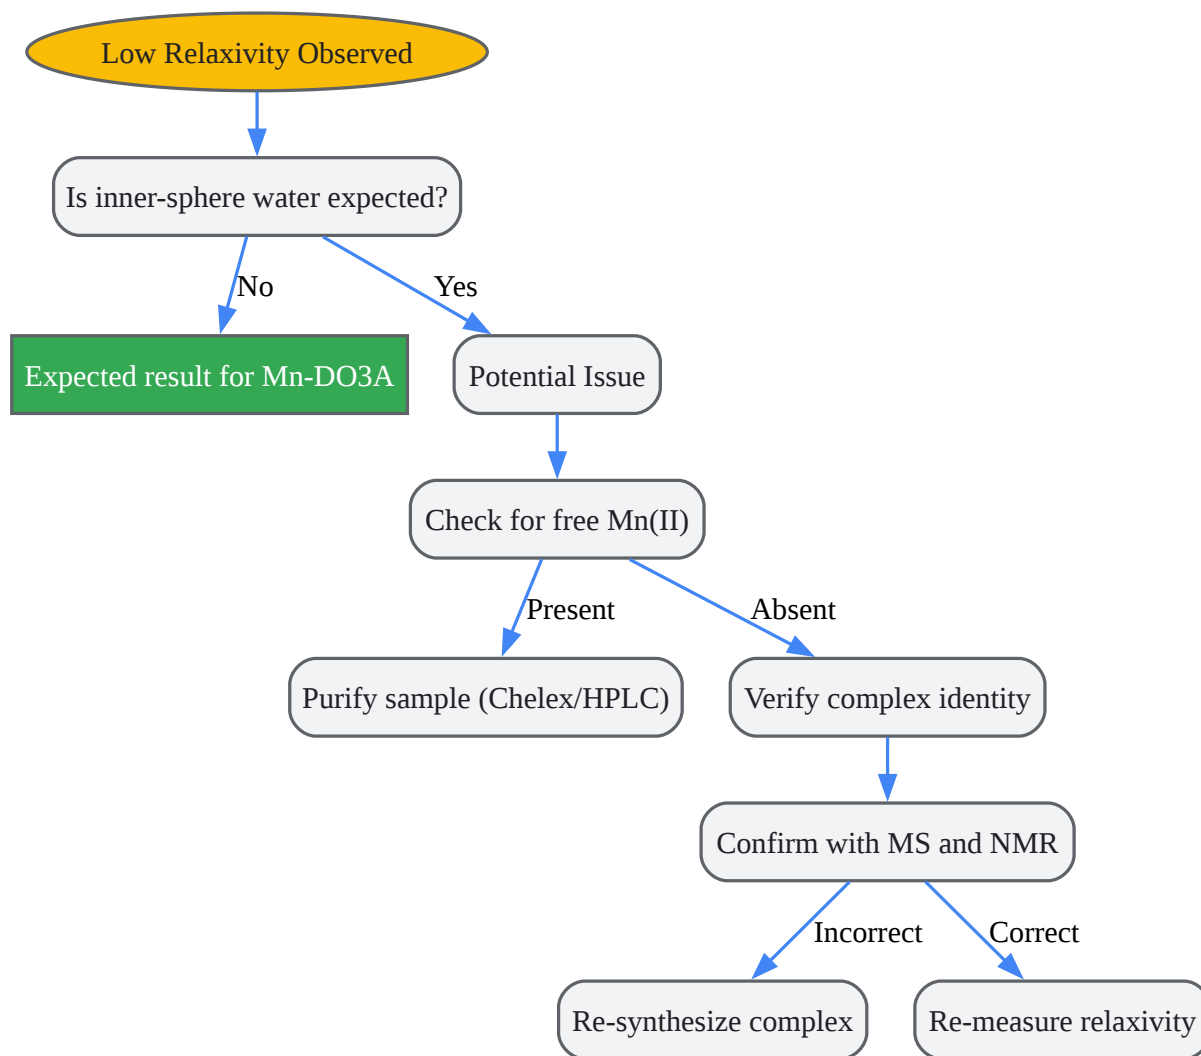 Low Relaxivity Observed
Is inner-sphere water expected?
No
Yes
Expected result for Mn-DO3A
Potential Issue
Check for free Mn(II)
Present
Absent
Purify sample (Chelex/HPLC)
Verify complex identity
Confirm with MS and NMR
Incorrect
Correct
Re-synthesize complex
Re-measure relaxivity